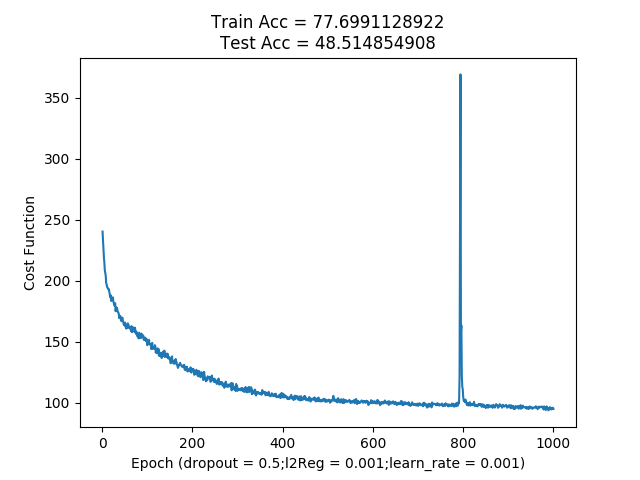 Train Acc = 77.6991128922
Test Acc = 48.514854908
350
300
250
200
150
100
Cost Function
0 200 400 600 800 1000
Epoch (dropout = 0.5;l2Reg = 0.001;learn_rate = 0.001)